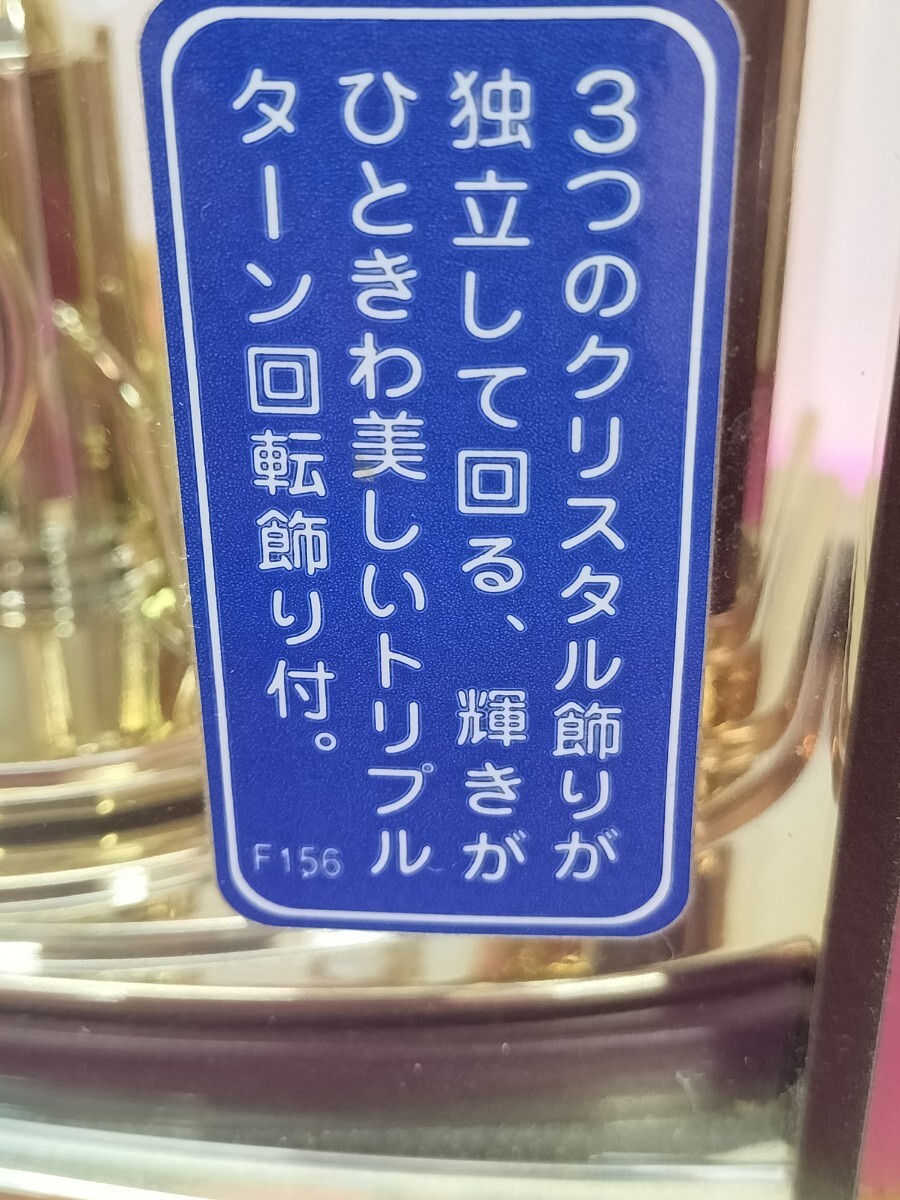 3つのクリスタル飾りが
独立して回る、輝きが
ひときわ美しいトリプル
ターン回転飾り付。
F156